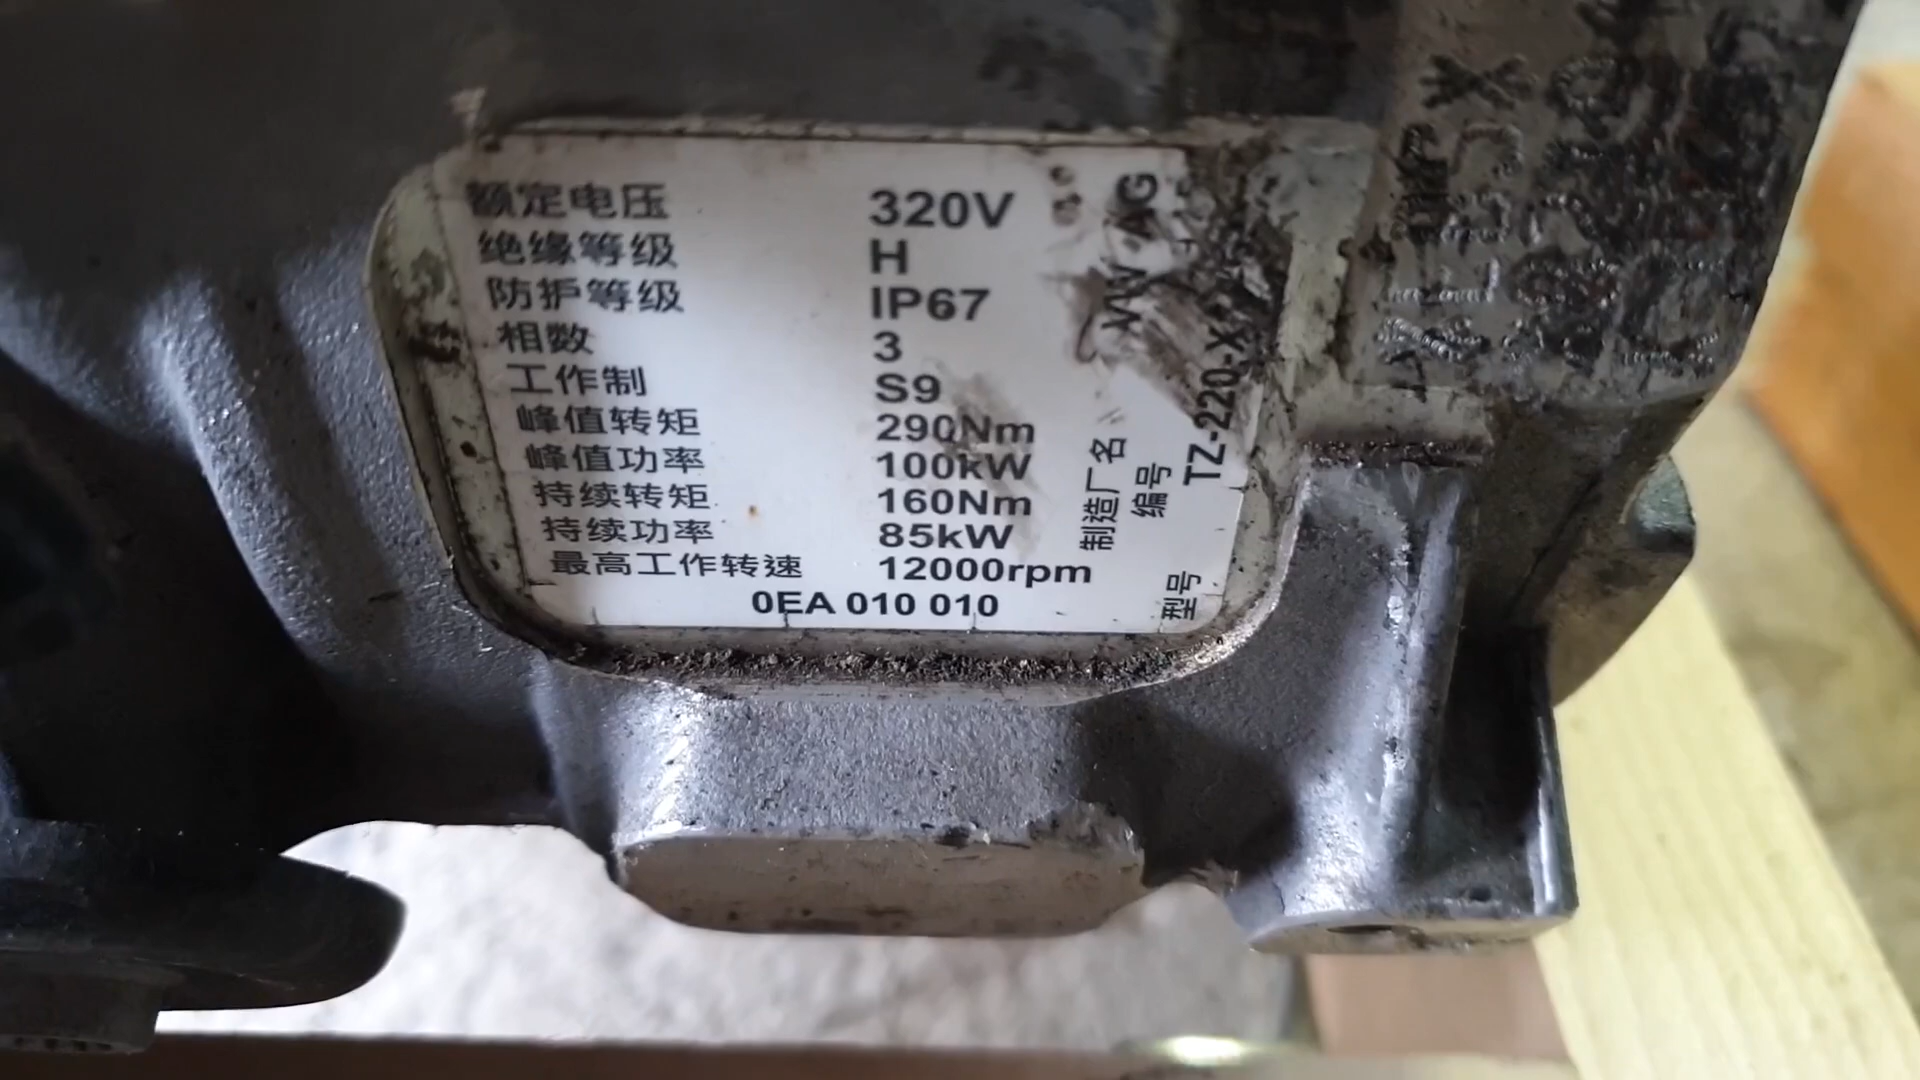 额定电压 320V
绝缘等级 H
防护等级 IP67
相数 3
工作制 S9
峰值转矩 290Nm
峰值功率 100kW
持续转矩 160Nm
持续功率 85kW
最高工作转速 12000rpm
0EA 010 010
制造厂名 VW AG
编号
型号 TZ-220-X